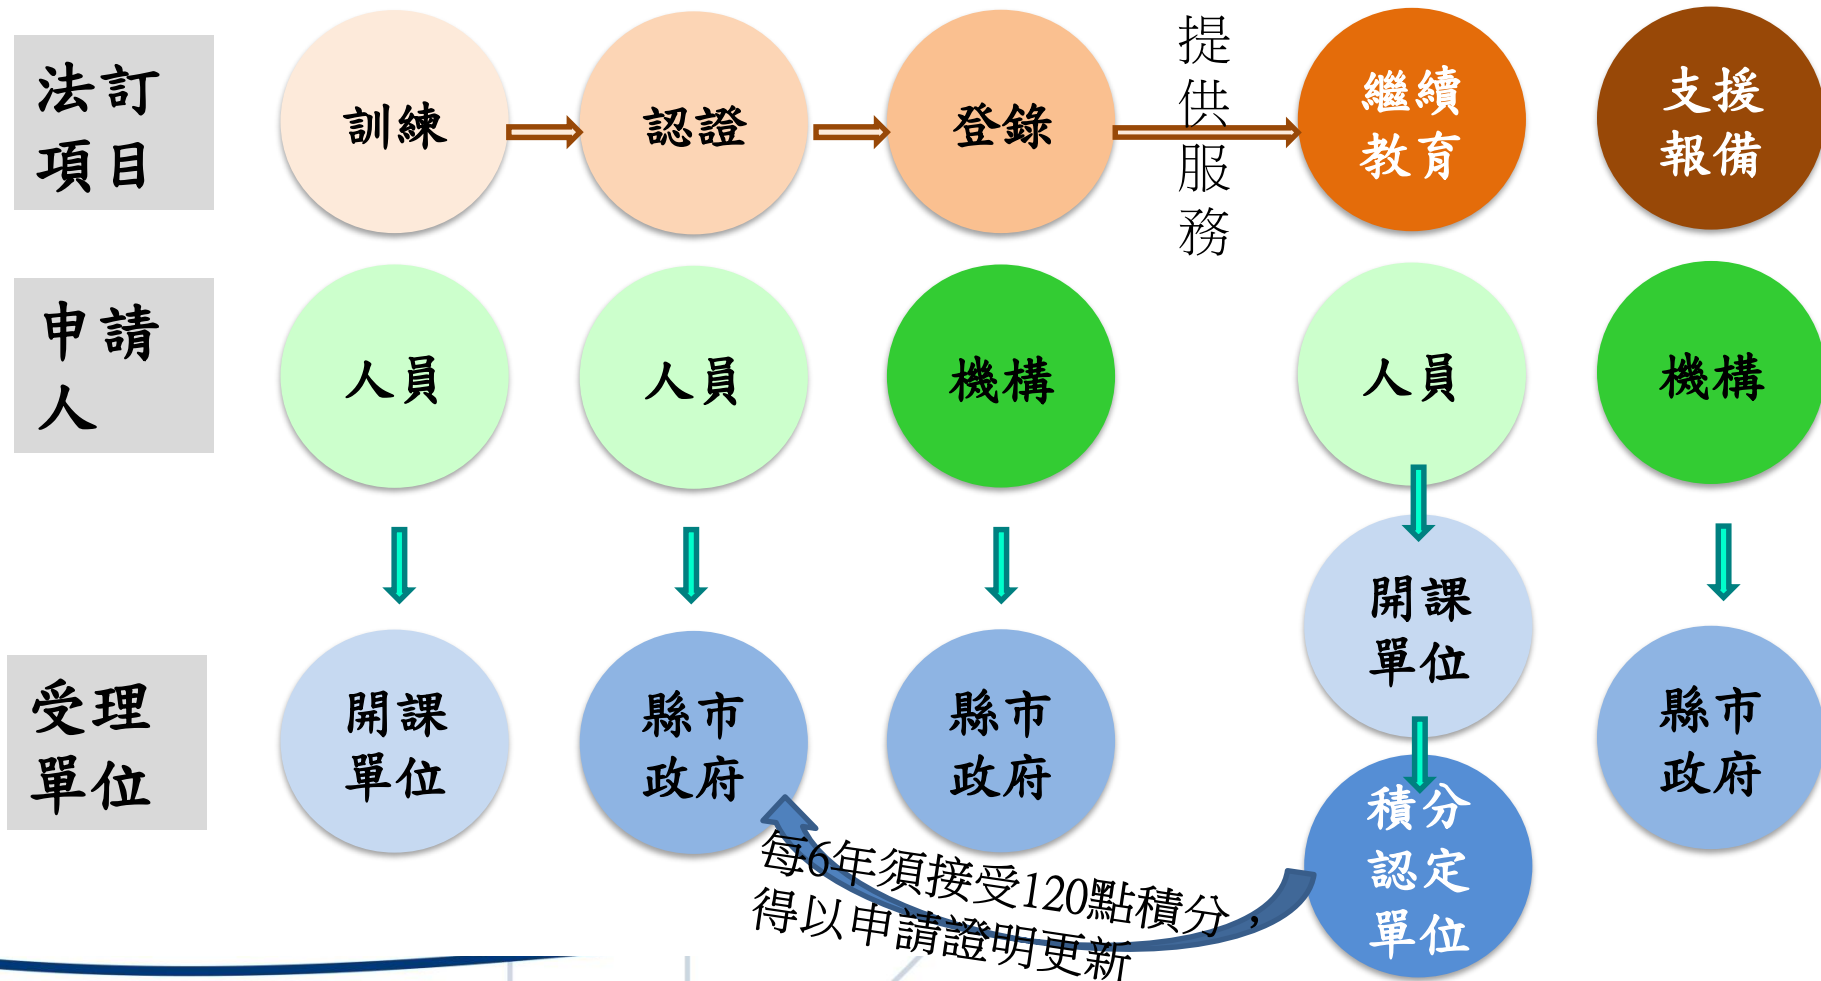 法訂
項目
訓練
認證
登錄
提供服務
繼續
教育
支援
報備
申請
人
人員
人員
機構
人員
機構
受理
單位
開課
單位
縣市
政府
縣市
政府
開課
單位
積分
認定
單位
縣市
政府
每6年須接受120點積分，
得以申請證明更新